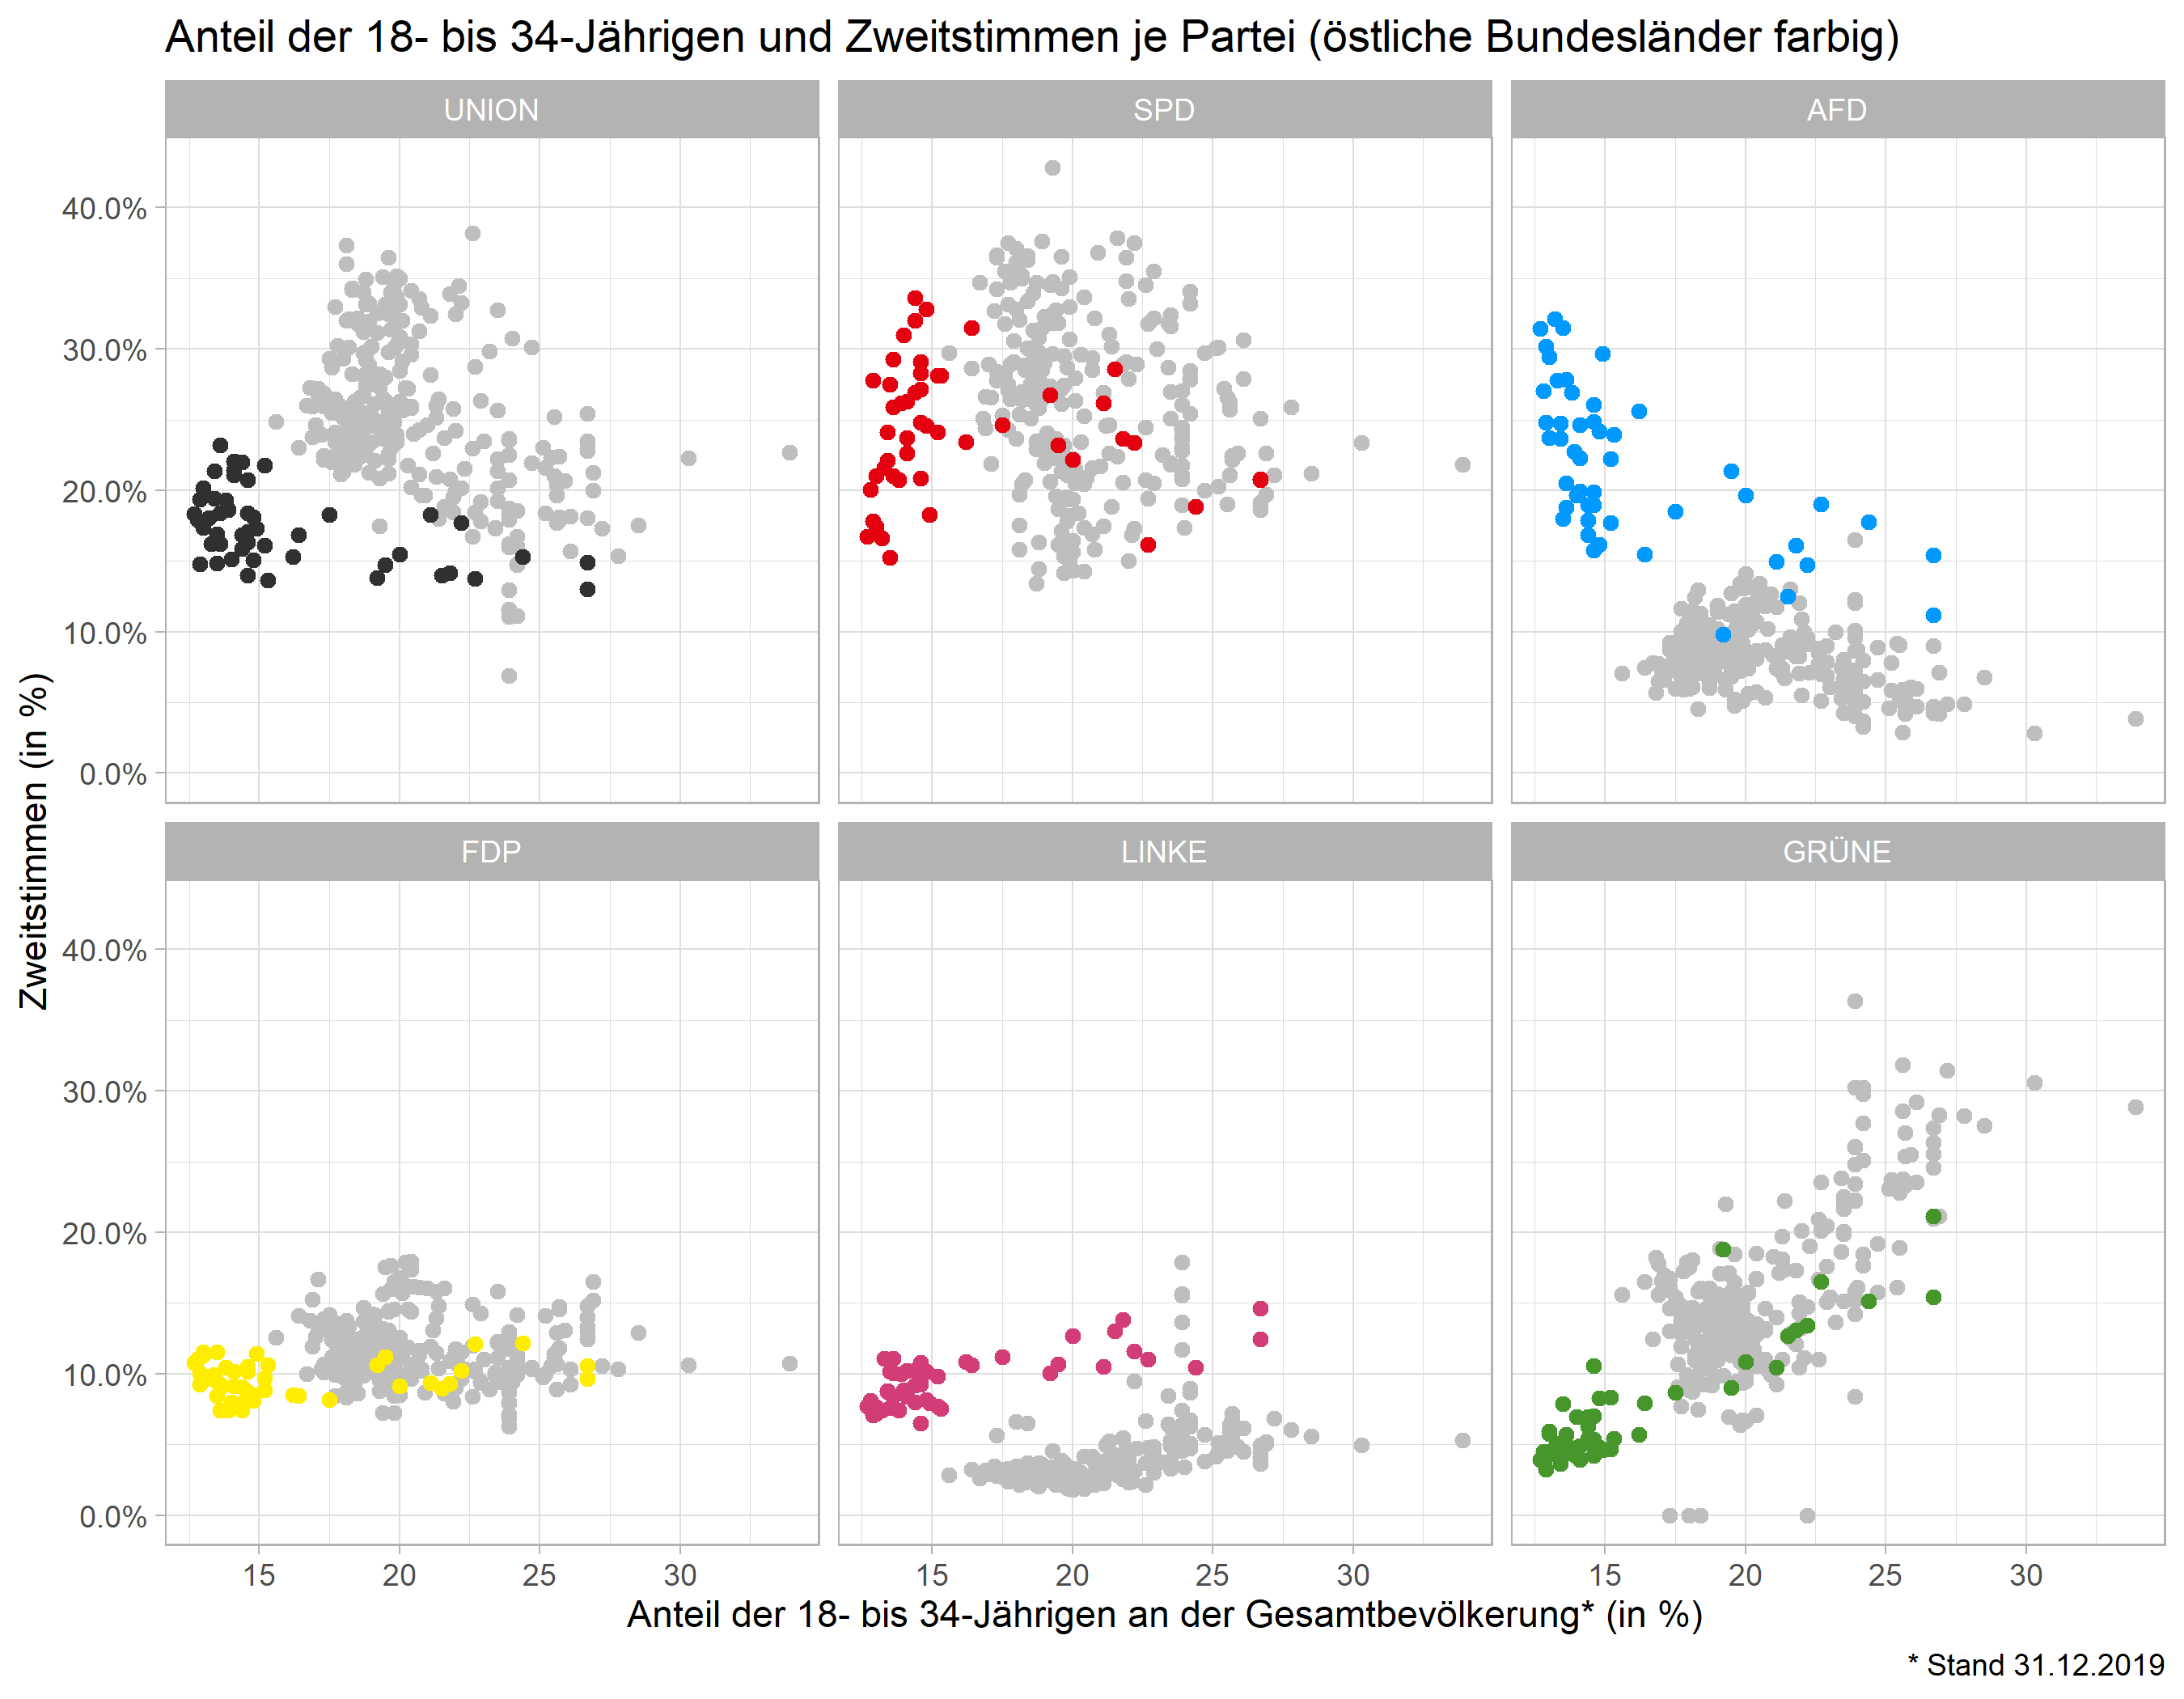 Anteil der 18- bis 34-Jährigen und Zweitstimmen je Partei (östliche Bundesländer farbig)
UNION
SPD
AFD
40.0%
30.0%
20.0%
10.0%
0.0%
Zweitstimmen (in %)
FDP
LINKE
GRÜNE
40.0%
30.0%
20.0%
10.0%
0.0%
15 20 25 30
15 20 25 30
15 20 25 30
Anteil der 18- bis 34-Jährigen an der Gesamtbevölkerung* (in %)
* Stand 31.12.2019